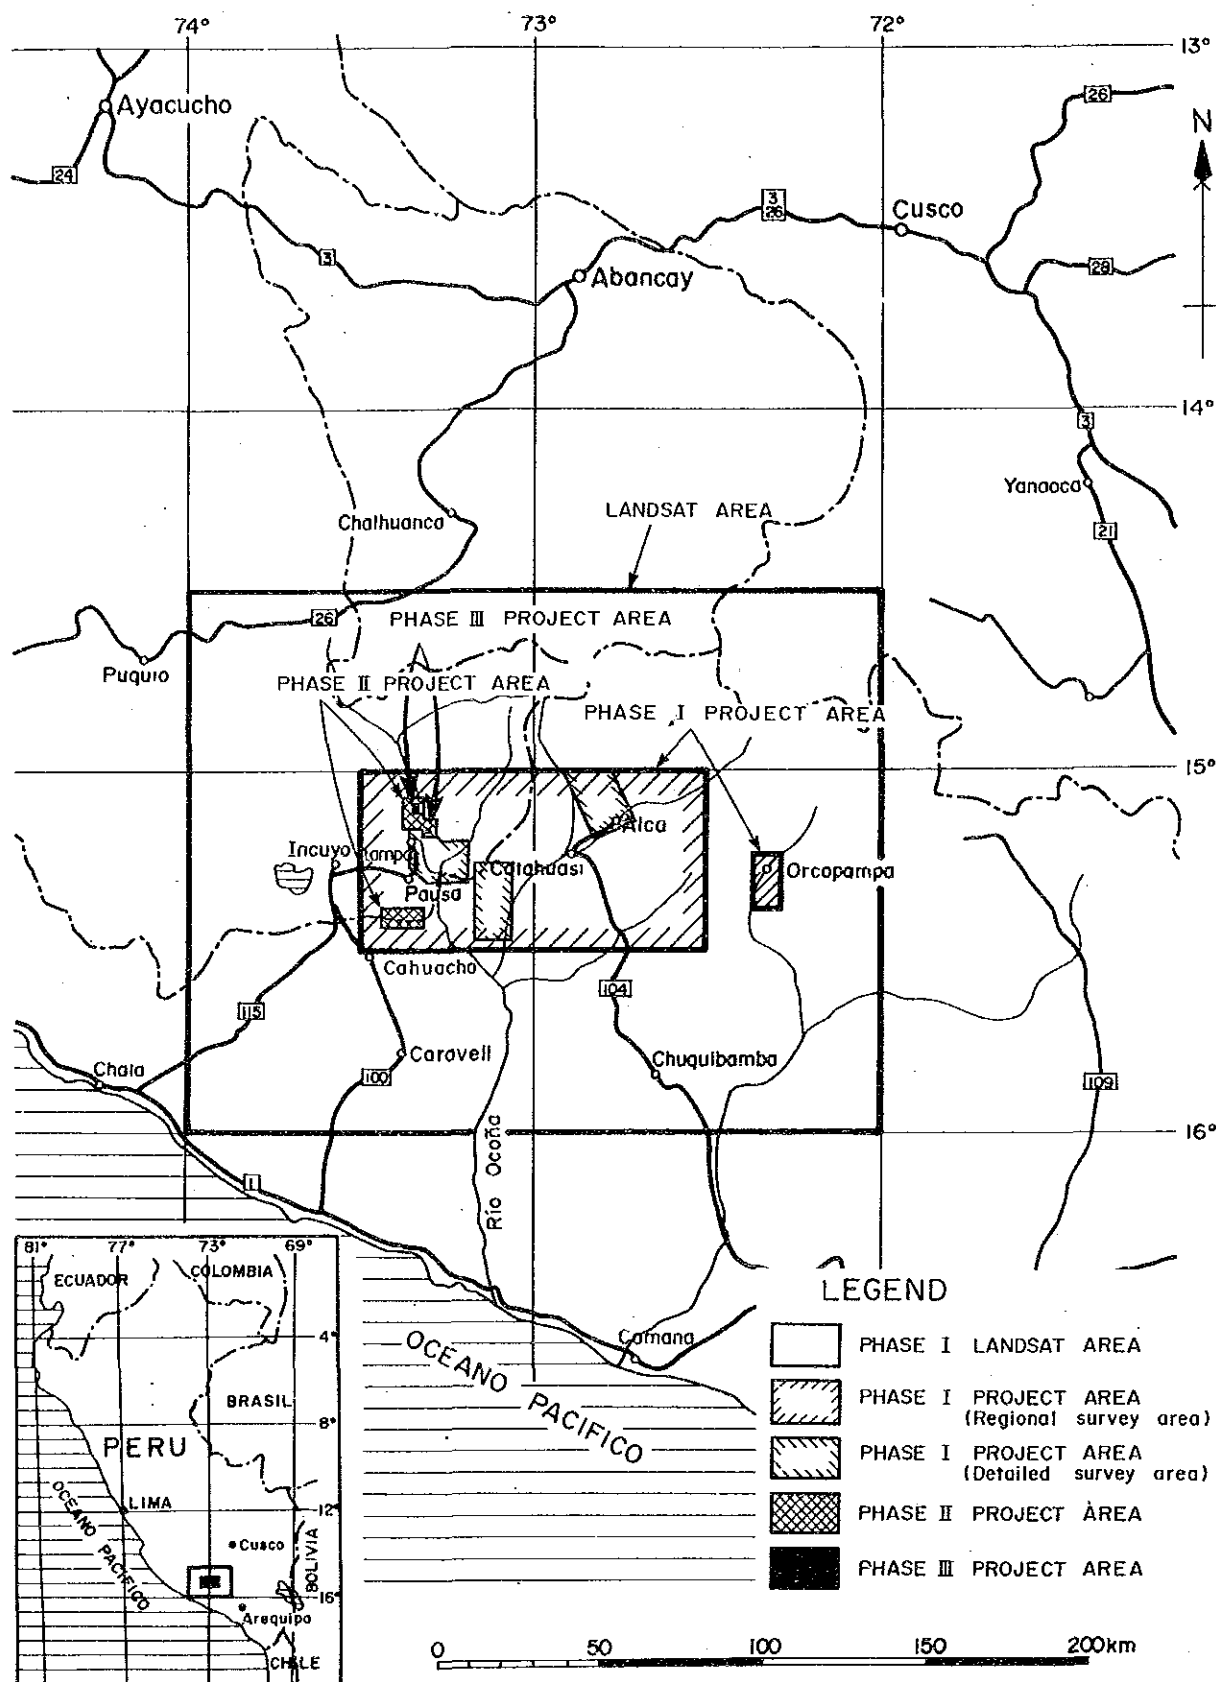 74°
73°
72°
13°
Ayacucho
26
N
24
3
26
Cusco
3
28
Abancay
14°
3
Yanaoca
Chalhuanca
LANDSAT AREA
21
26
PHASE III PROJECT AREA
Puquio
PHASE II PROJECT AREA
PHASE I PROJECT AREA
15°
Alca
Incuyo
tampa
Cotahuasi
Orcopampa
Pausa
Cahuacho
104
115
Caravelí
Chala
100
Chuquibamba
109
Río Ocoña
16°
1
81°
77°
73°
69°
ECUADOR
COLOMBIA
LEGEND
4°
Camana
OCEANO PACIFICO
PHASE I LANDSAT AREA
BRASIL
PHASE I PROJECT AREA
(Regional survey area)
8°
PERU
PHASE I PROJECT AREA
(Detailed survey area)
OCEANO PACIFICO
LIMA
12°
PHASE II PROJECT ÀREA
Cusco
BOLIVIA
PHASE III PROJECT AREA
16°
Arequipa
CHILE
0
50
100
150
200km